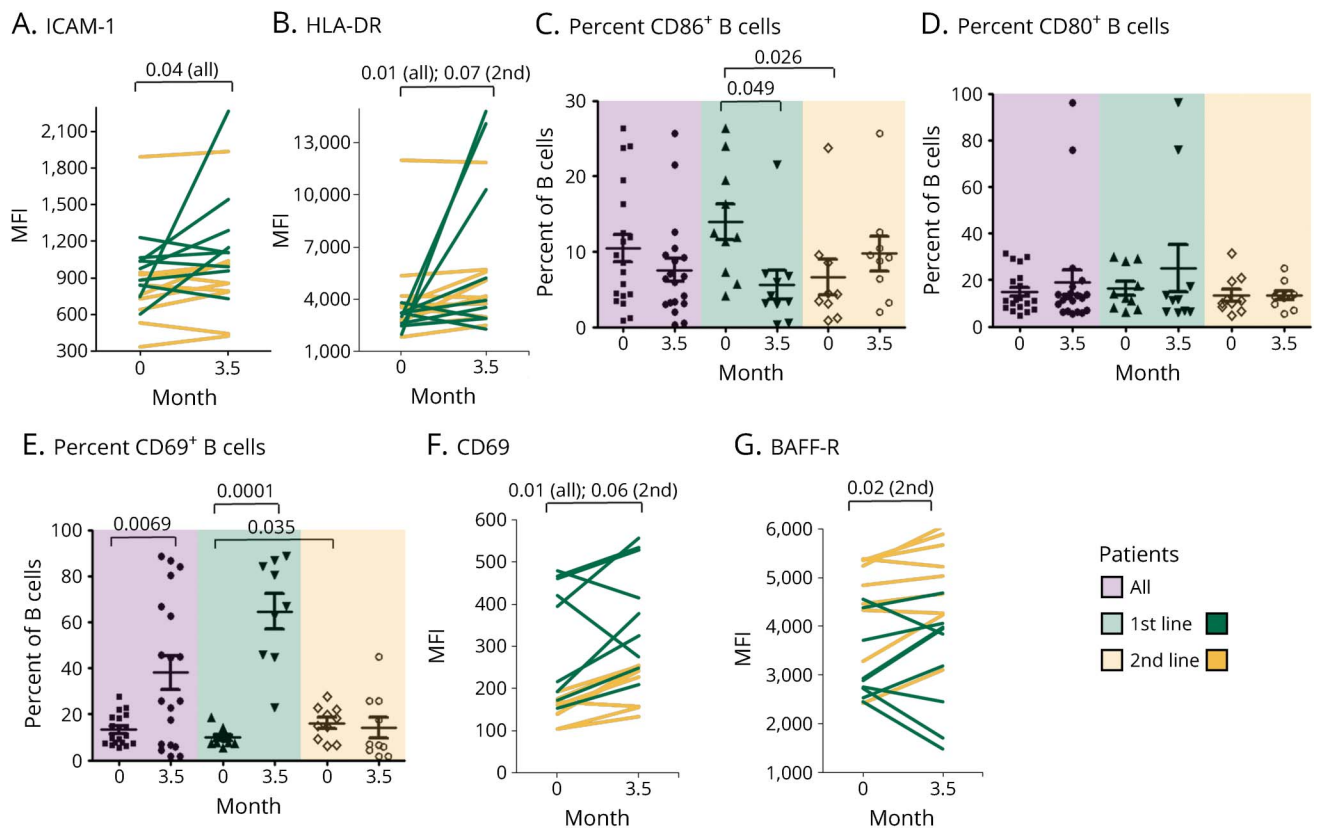 A. ICAM-1
0.04 (all)
MFI
2,100
1,800
1,500
1,200
900
600
300
0 3.5
Month
B. HLA-DR
0.01 (all); 0.07 (2nd)
MFI
13,000
10,000
7,000
4,000
1,000
0 3.5
Month
C. Percent CD86+ B cells
0.026
0.049
Percent of B cells
30
20
10
0
0 3.5 0 3.5 0 3.5
Month
D. Percent CD80+ B cells
Percent of B cells
100
80
60
40
20
0
0 3.5 0 3.5 0 3.5
Month
E. Percent CD69+ B cells
0.0001
0.0069 0.035
Percent of B cells
100
80
60
40
20
0
0 3.5 0 3.5 0 3.5
Month
F. CD69
0.01 (all); 0.06 (2nd)
MFI
600
500
400
300
200
100
0
0 3.5
Month
G. BAFF-R
0.02 (2nd)
MFI
6,000
5,000
4,000
3,000
2,000
1,000
0 3.5
Month
Patients
All
1st line
2nd line